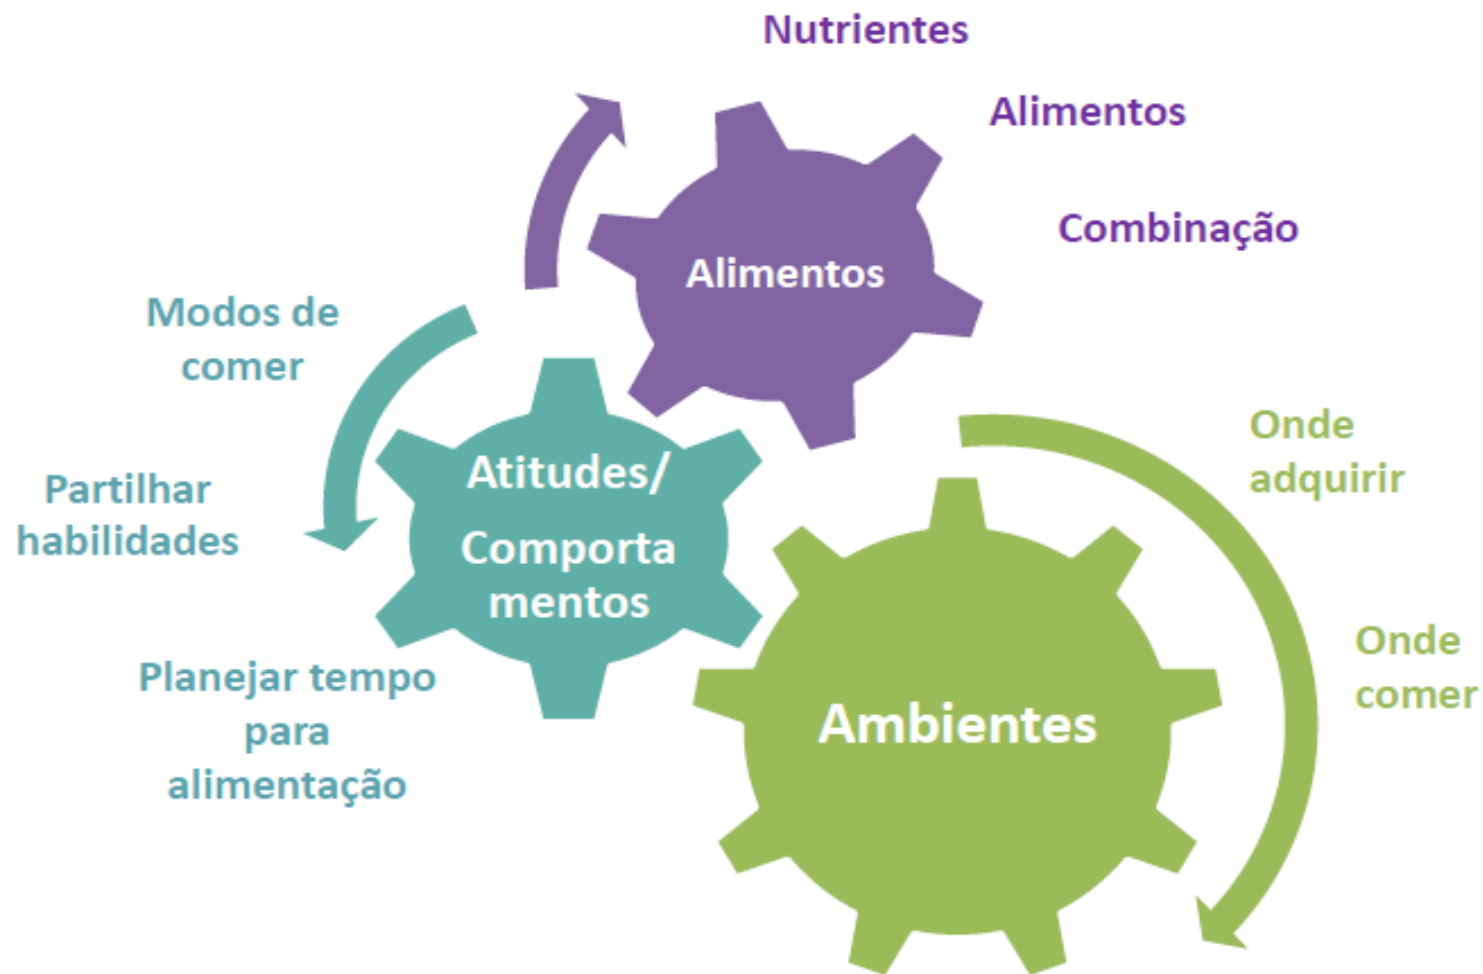 Nutrientes
Alimentos
Combinação
Alimentos
Modos de
comer
Partilhar
habilidades
Planejar tempo
para
alimentação
Atitudes/
Comporta
mentos
Onde
adquirir
Onde
comer
Ambientes